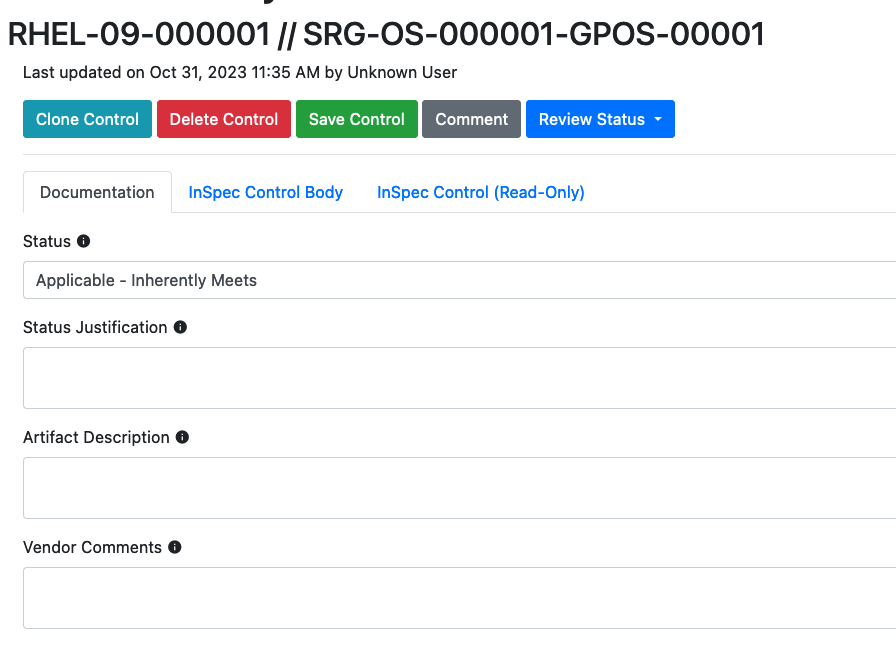 RHEL-09-000001 // SRG-OS-000001-GPOS-00001
Last updated on Oct 31, 2023 11:35 AM by Unknown User
Clone Control Delete Control Save Control Comment Review Status
Documentation InSpec Control Body InSpec Control (Read-Only)
Status
Applicable - Inherently Meets
Status Justification
Artifact Description
Vendor Comments